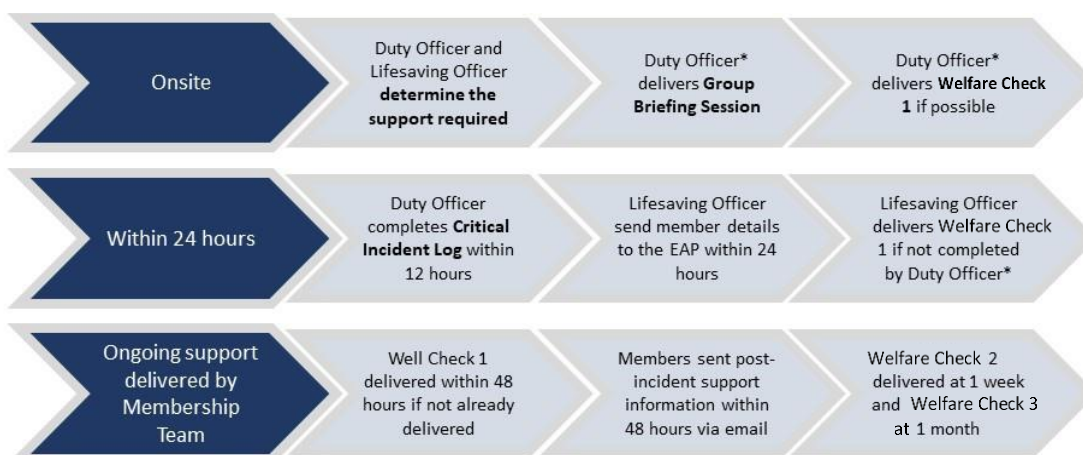 Onsite
Duty Officer and
Lifesaving Officer
determine the
support required
Duty Officer*
delivers Group
Briefing Session
Duty Officer*
delivers Welfare Check
1 if possible
Within 24 hours
Duty Officer
completes Critical
Incident Log within
12 hours
Lifesaving Officer
send member details
to the EAP within 24
hours
Lifesaving Officer
delivers Welfare Check
1 if not completed
by Duty Officer*
Ongoing support
delivered by
Membership
Team
Well Check 1
delivered within 48
hours if not already
delivered
Members sent post-
incident support
information within
48 hours via email
Welfare Check 2
delivered at 1 week
and Welfare Check 3
at 1 month